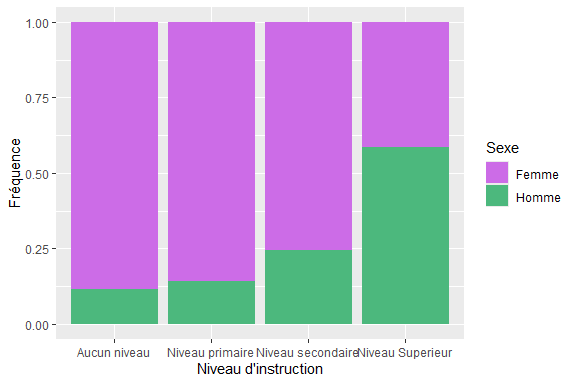 1.00
0.75
0.50
0.25
0.00
Fréquence
Aucun niveau
Niveau primaire
Niveau secondaire
Niveau Superieur
Niveau d'instruction
Sexe
Femme
Homme